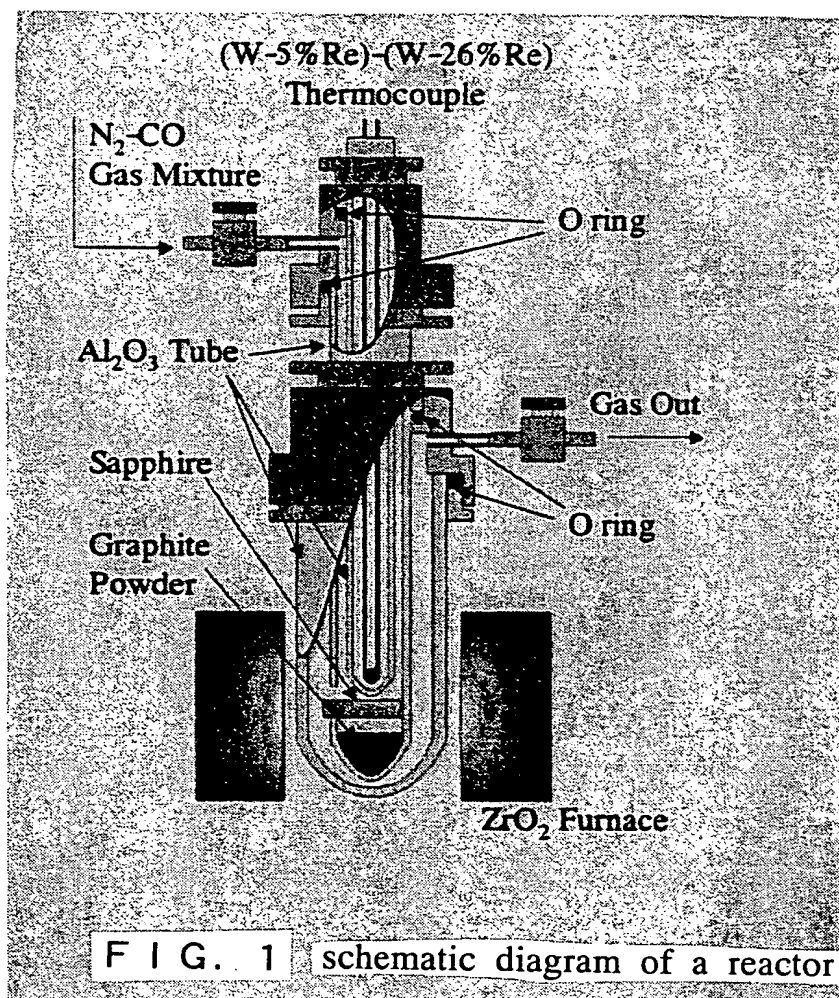 (W-5%Re)-(W-26%Re)
Thermocouple
N₂-CO
Gas Mixture
O ring
Al₂O₃ Tube
Gas Out
Sapphire
O ring
Graphite
Powder
ZrO₂ Furnace
FIG. 1 schematic diagram of a reactor